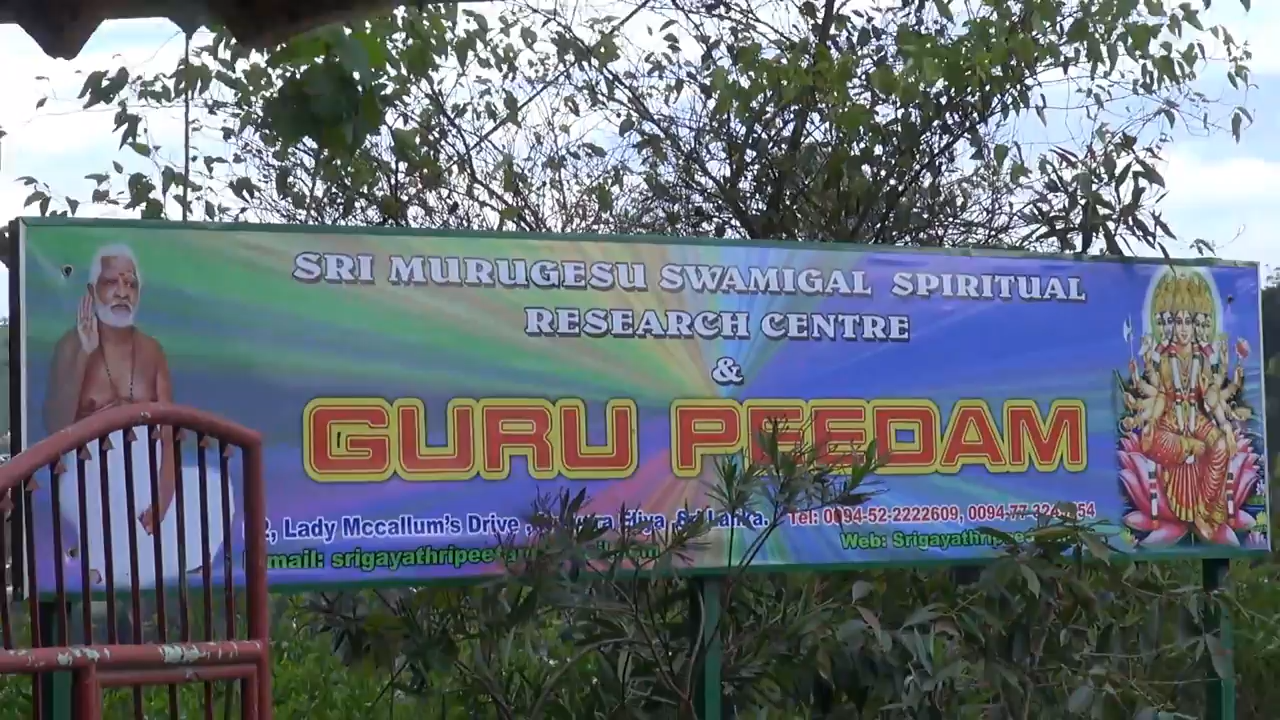 SRI MURUGESU SWAMIGAL SPIRITUAL
RESEARCH CENTRE
&
GURU PEEDAM
Lady Mccallum's Drive , Eliya, Sri Lanka. Tel: 0094-52-2222609,
mail: Web: